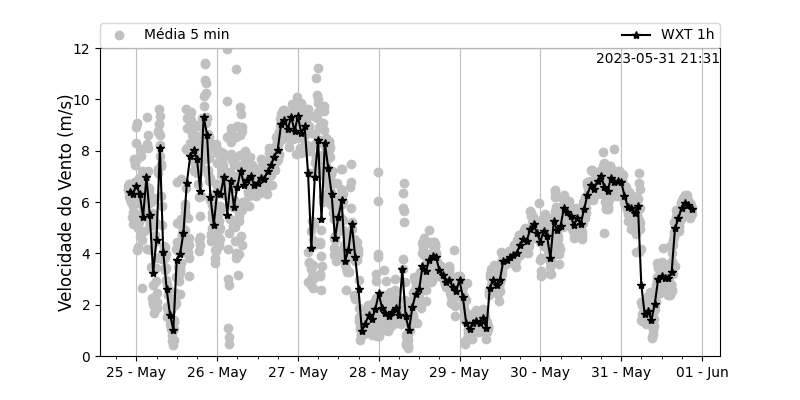 Média 5 min
WXT 1h
2023-05-31 21:31
Velocidade do Vento (m/s)
12
10
8
6
4
2
0
25 - May
26 - May
27 - May
28 - May
29 - May
30 - May
31 - May
01 - Jun